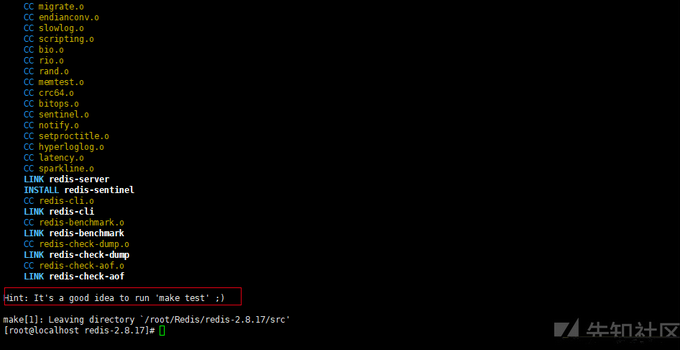 CC migrate.o
CC endianconv.o
CC slowlog.o
CC scripting.o
CC bio.o
CC rio.o
CC rand.o
CC memtest.o
CC crc64.o
CC bitops.o
CC sentinel.o
CC notify.o
CC setproctitle.o
CC hyperloglog.o
CC latency.o
CC sparkline.o
LINK redis-server
INSTALL redis-sentinel
CC redis-cli.o
LINK redis-cli
CC redis-benchmark.o
LINK redis-benchmark
CC redis-check-dump.o
LINK redis-check-dump
CC redis-check-aof.o
LINK redis-check-aof
Hint: It's a good idea to run 'make test' ;)
make[1]: Leaving directory `/root/Redis/redis-2.8.17/src'
[root@localhost redis-2.8.17]#
先知社区